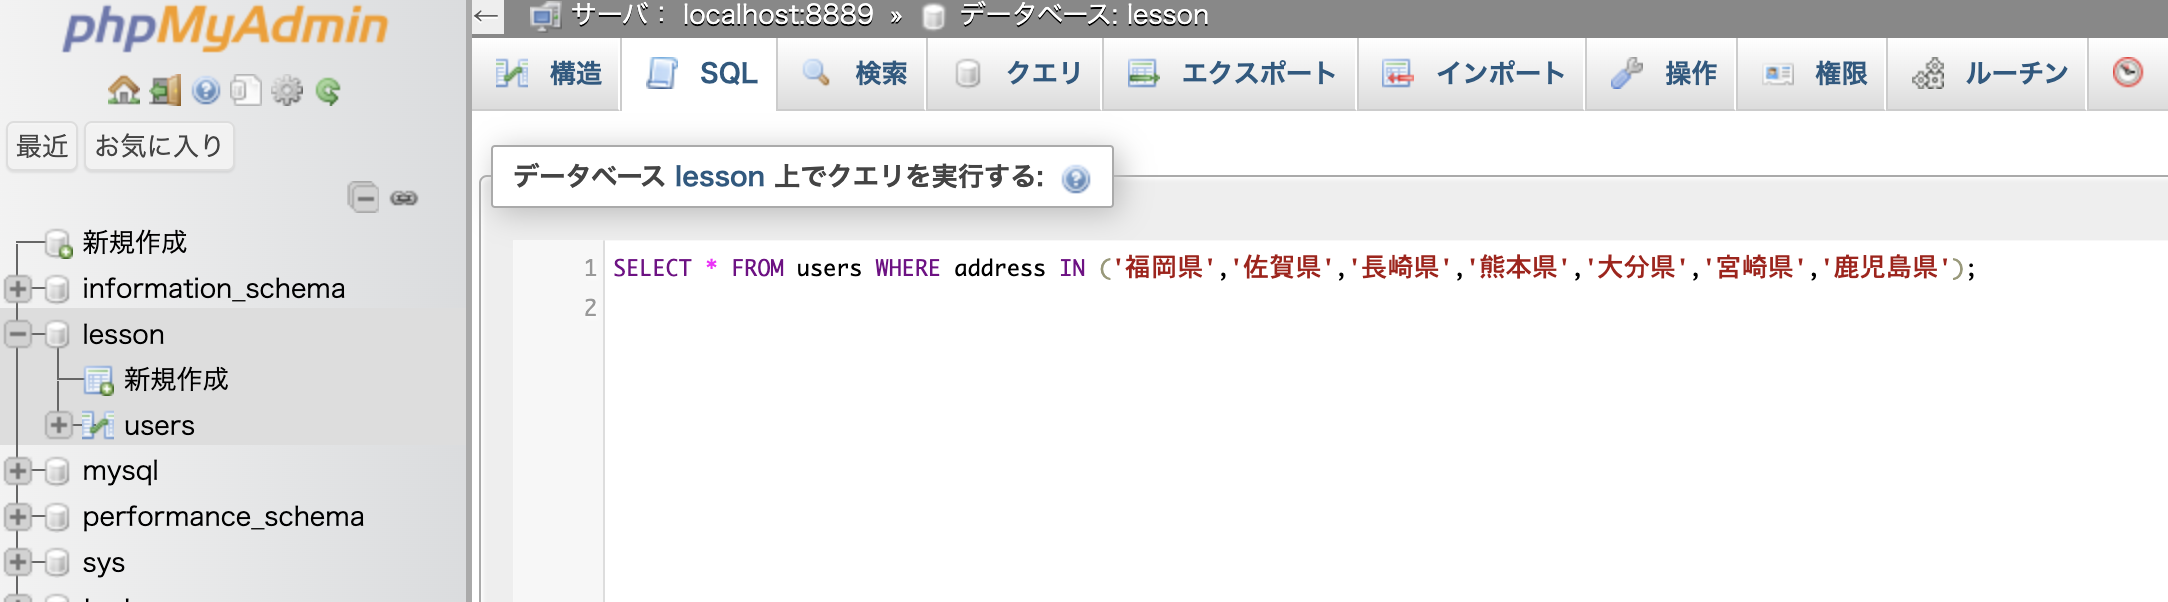 phpMyAdmin
最近 お気に入り
新規作成
information_schema
lesson
新規作成
users
mysql
performance_schema
sys
← サーバ： localhost:8889 » データベース: lesson
構造 SQL 検索 クエリ エクスポート インポート 操作 権限 ルーチン
データベース lesson 上でクエリを実行する:
1 SELECT * FROM users WHERE address IN ('福岡県','佐賀県','長崎県','熊本県','大分県','宮崎県','鹿児島県');
2